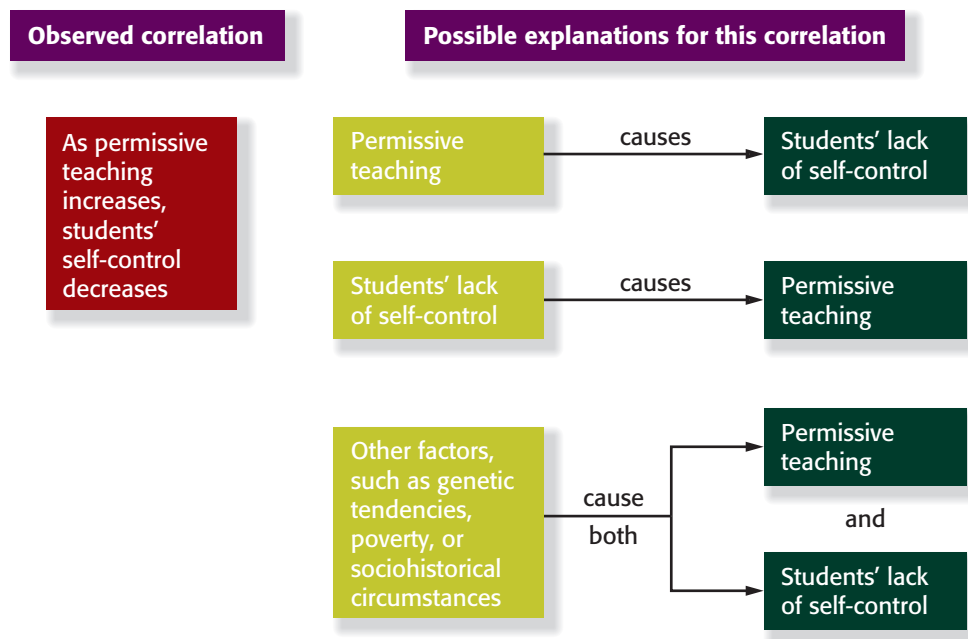 Observed correlation
Possible explanations for this correlation
As permissive
teaching
increases,
students'
self-control
decreases
Permissive
teaching
causes
Students' lack
of self-control
Students' lack
of self-control
causes
Permissive
teaching
Other factors,
such as genetic
tendencies,
poverty, or
sociohistorical
circumstances
cause
both
Permissive
teaching
and
Students' lack
of self-control